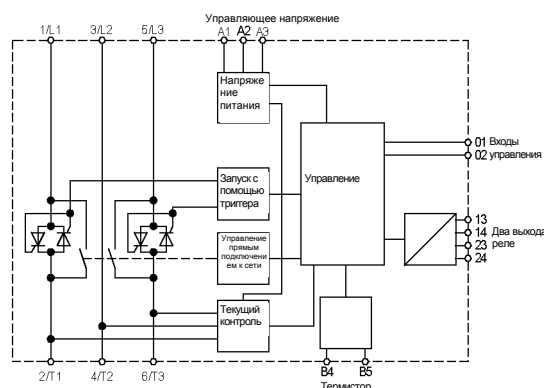 Управляющее напряжение
1/L1 3/L2 5/L3 A1 A2 A3
Напряже
ние
питания
01 Входы
02 управления
Управление
Запуск с
помощью
триггера
13
14 Два выхода
23 реле
24
Управление
прямым
подключени
ем к сети
Текущий
контроль
2/T1 4/T2 6/T3 B4 B5
Термистор